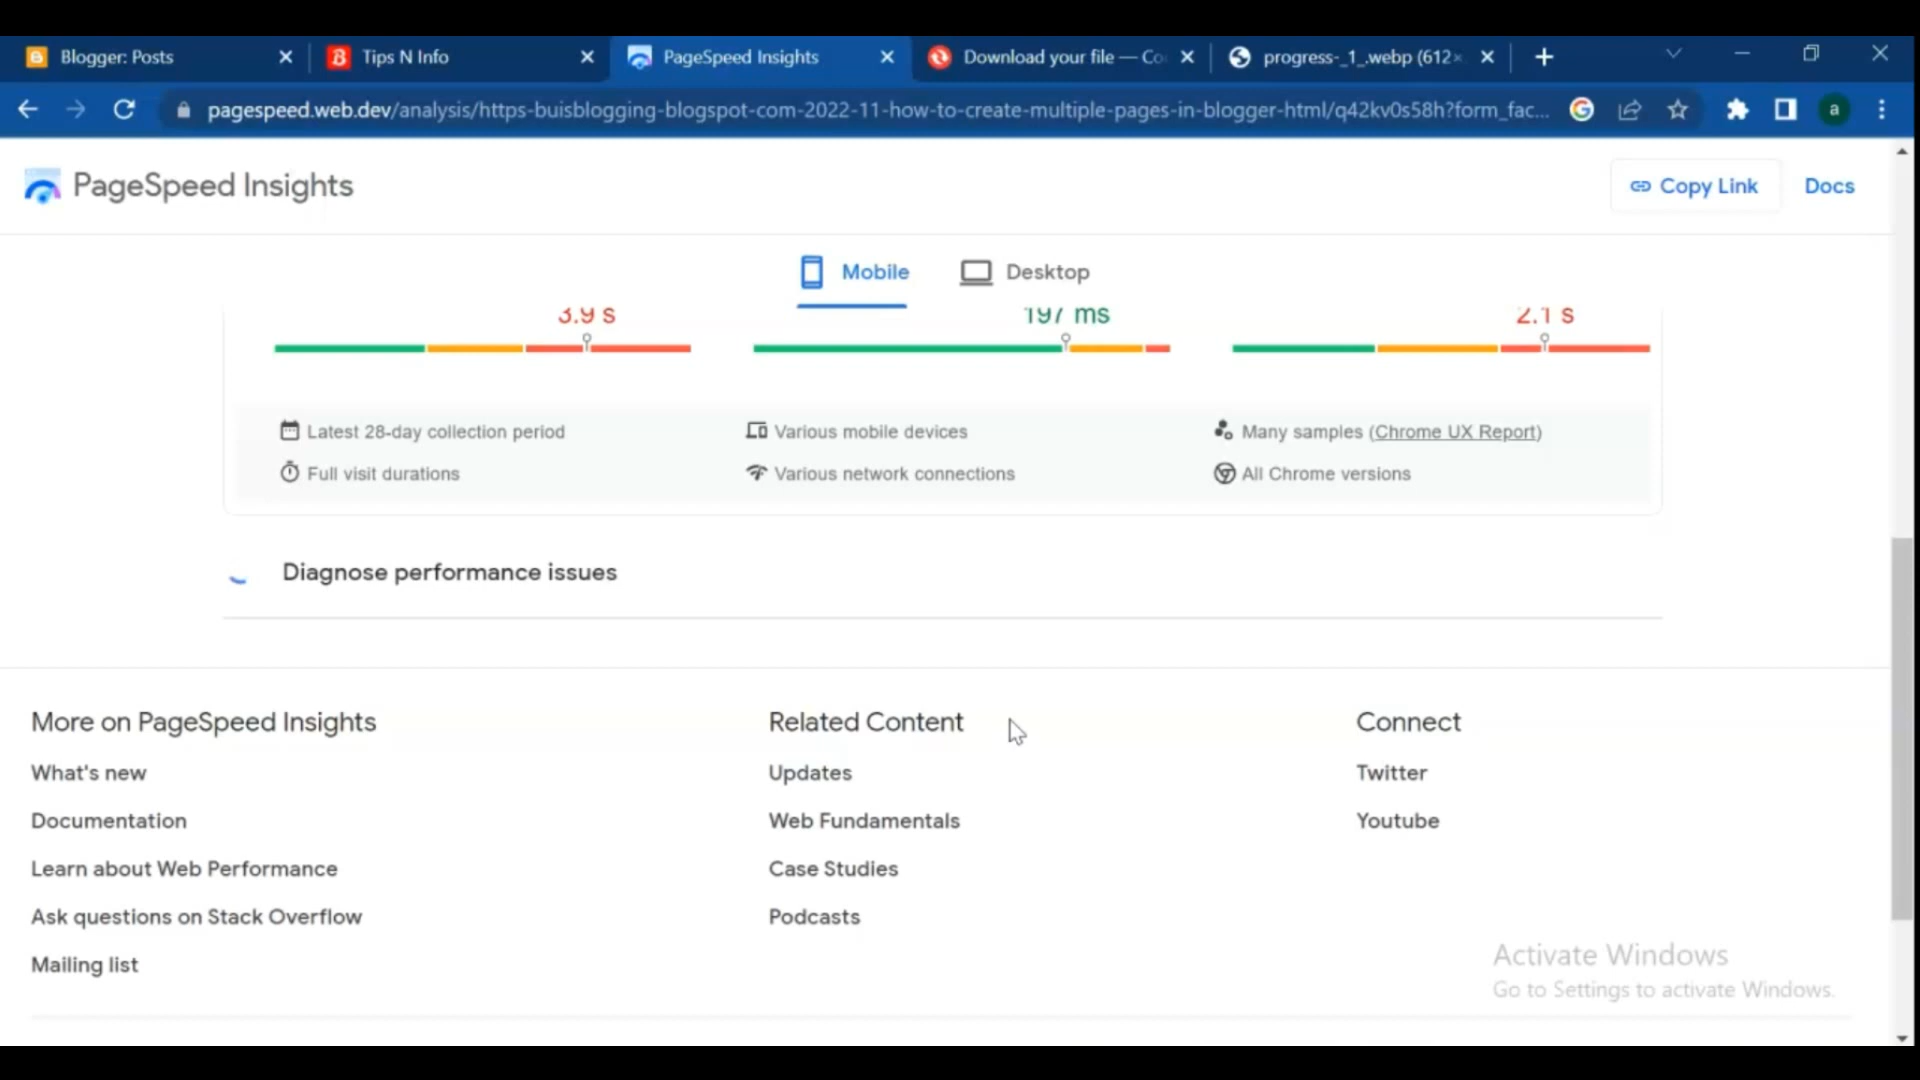 Blogger: Posts
Tips N Info
PageSpeed Insights
Download your file — Co
progress-_1_.webp (612×
pagespeed.web.dev/analysis/https-buisblogging-blogspot-com-2022-11-how-to-create-multiple-pages-in-blogger-html/q42kv0s58h?form_fac...
a
PageSpeed Insights
Copy Link
Docs
Mobile
Desktop
3.9 s
197 ms
2.1 s
Latest 28-day collection period
Various mobile devices
Many samples (Chrome UX Report)
Full visit durations
Various network connections
All Chrome versions
Diagnose performance issues
More on PageSpeed Insights
Related Content
Connect
What's new
Updates
Twitter
Documentation
Web Fundamentals
Youtube
Learn about Web Performance
Case Studies
Ask questions on Stack Overflow
Podcasts
Mailing list
Activate Windows
Go to Settings to activate Windows.